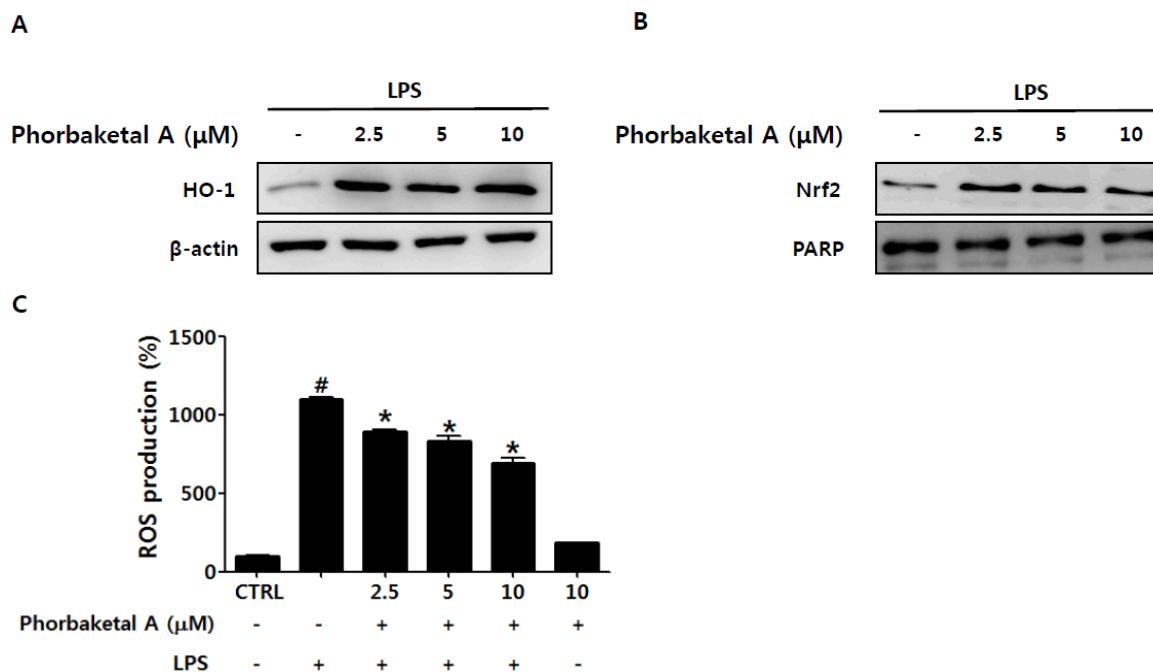 A
B
LPS
LPS
Phorbaketal A (μM) - 2.5 5 10
Phorbaketal A (μM) - 2.5 5 10
HO-1
Nrf2
β-actin
PARP
C
ROS production (%)
1500
1000
500
0
#
*
*
*
CTRL 2.5 5 10 10
Phorbaketal A (μM) - - + + + +
LPS - + + + + -